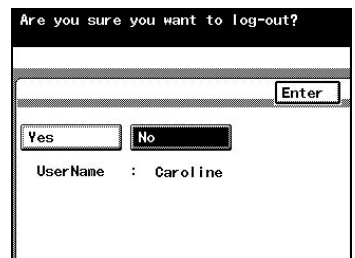 Are you sure you want to log-out?
Enter
Yes No
UserName : Caroline